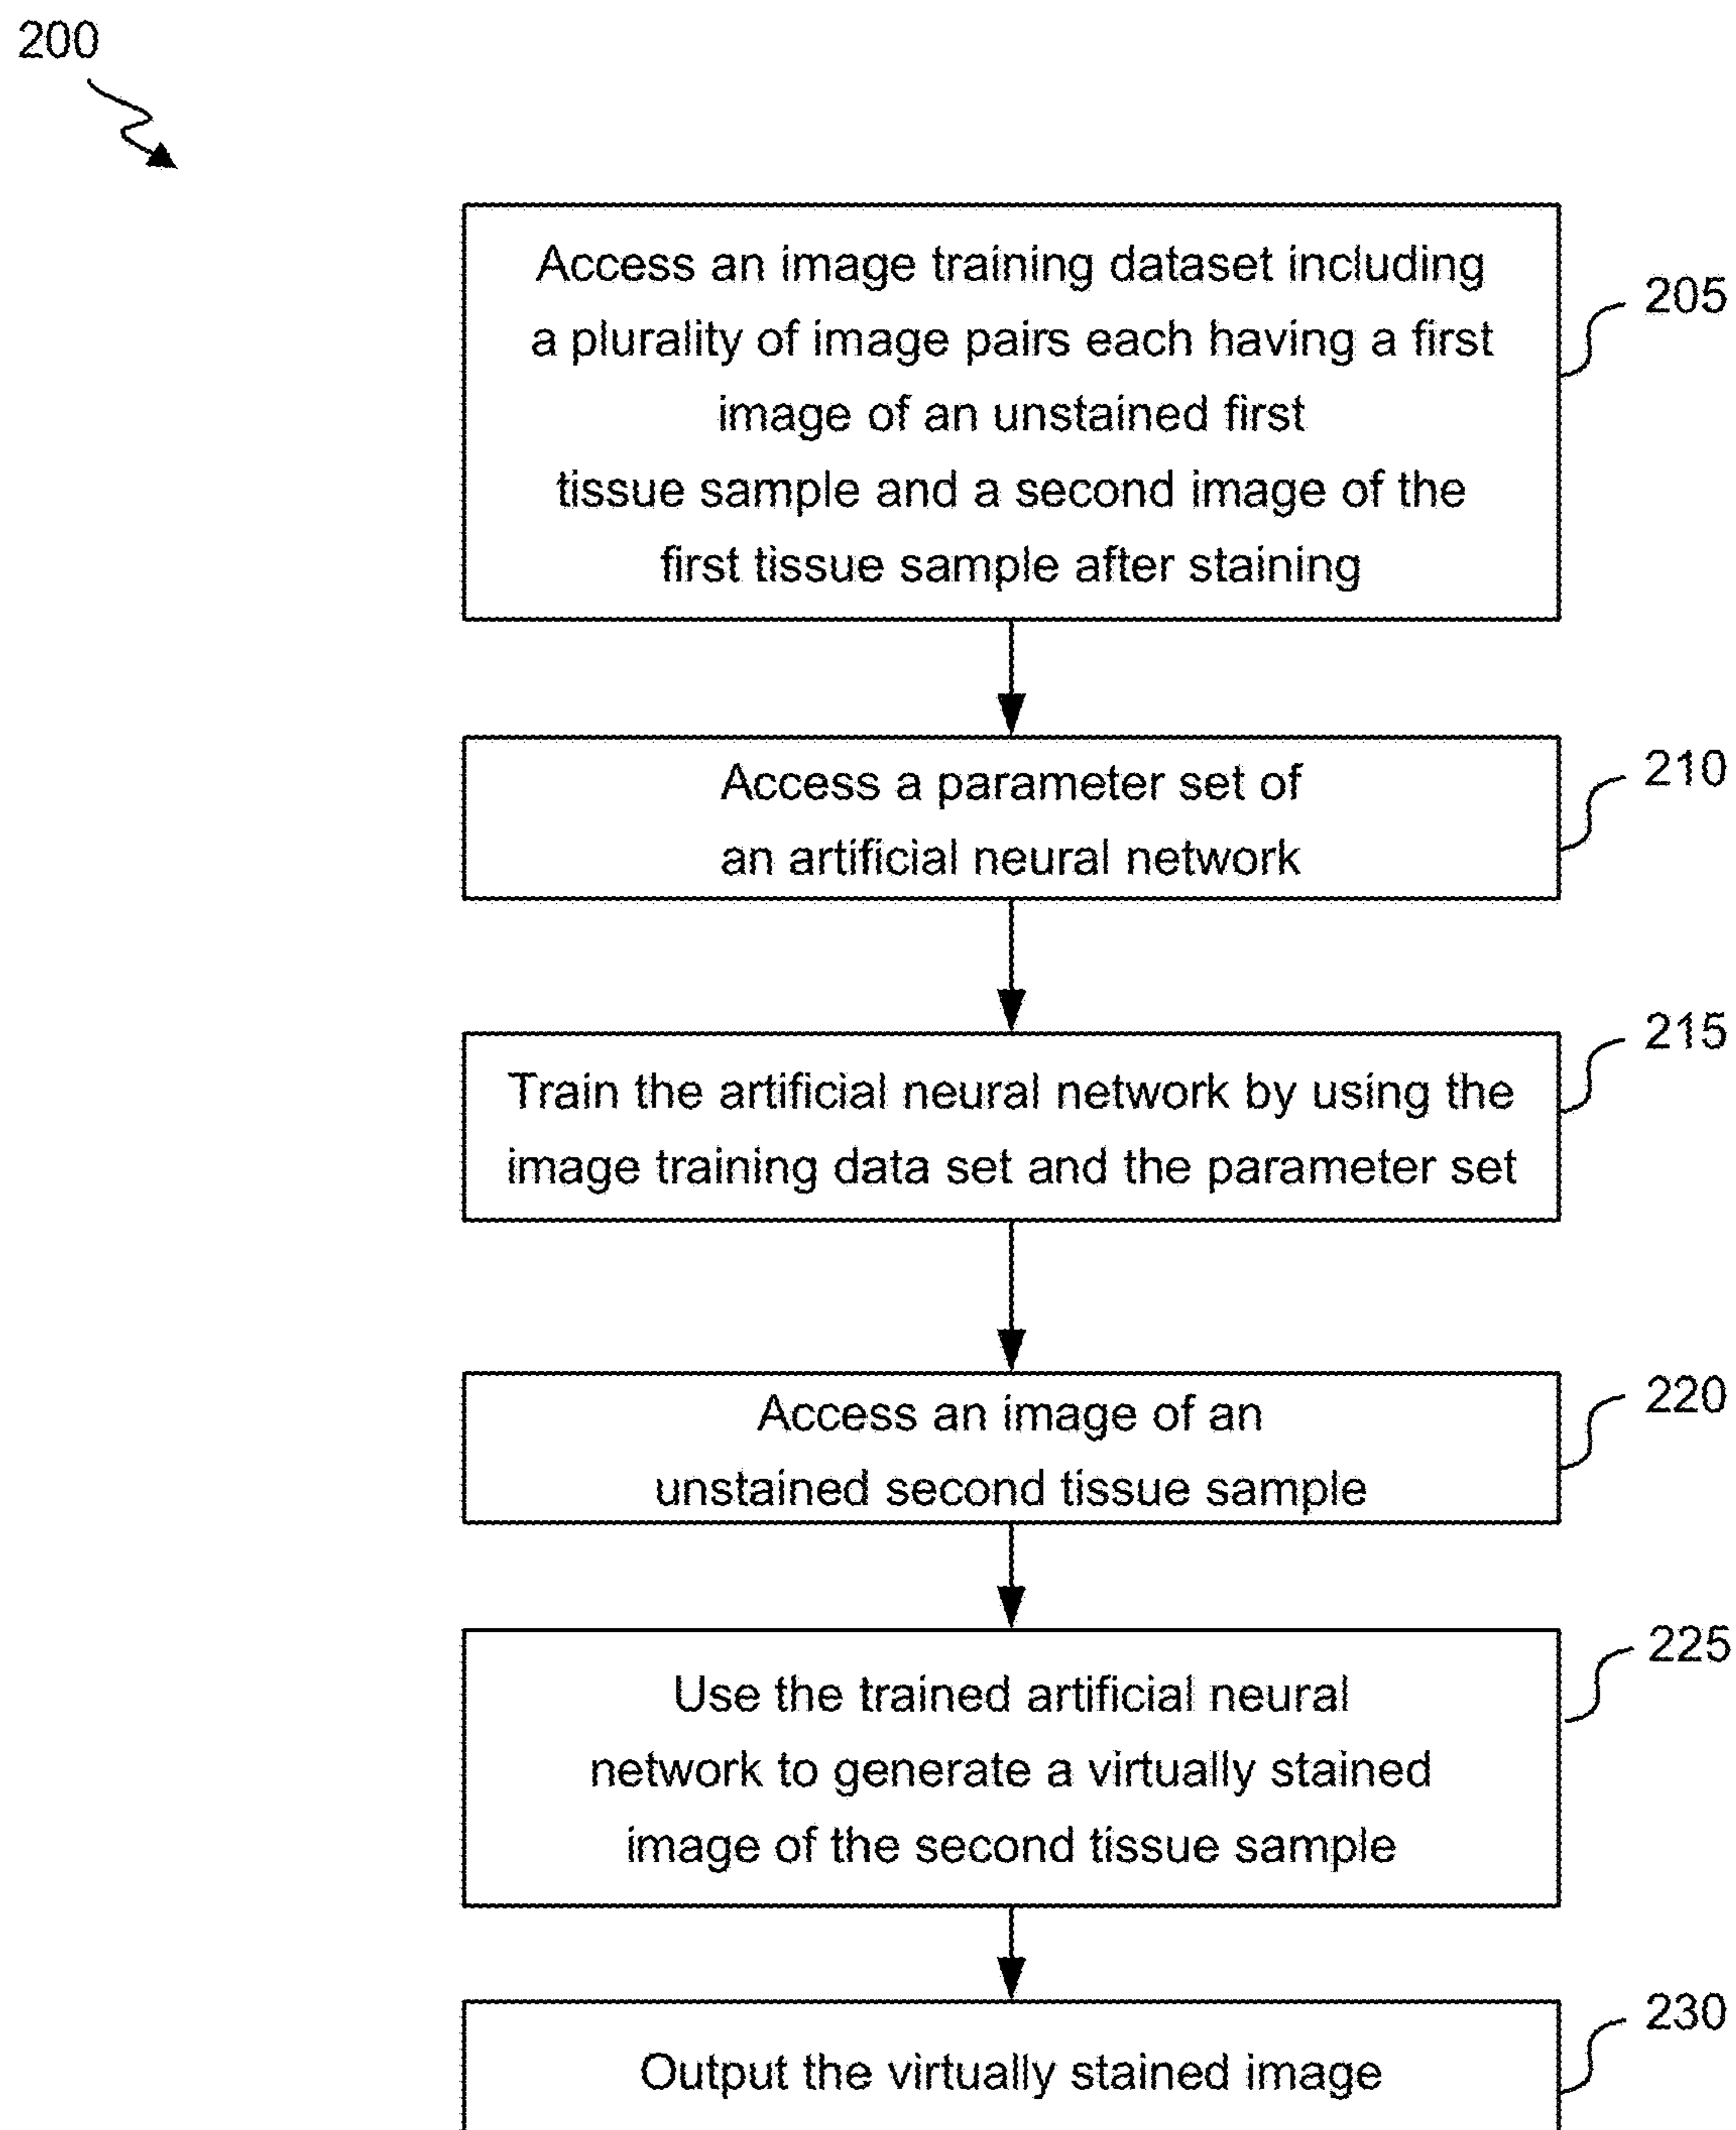 200
Access an image training dataset including
a plurality of image pairs each having a first
image of an unstained first
tissue sample and a second image of the
first tissue sample after staining
205
Access a parameter set of
an artificial neural network
210
Train the artificial neural network by using the
image training data set and the parameter set
215
Access an image of an
unstained second tissue sample
220
Use the trained artificial neural
network to generate a virtually stained
image of the second tissue sample
225
Output the virtually stained image
230